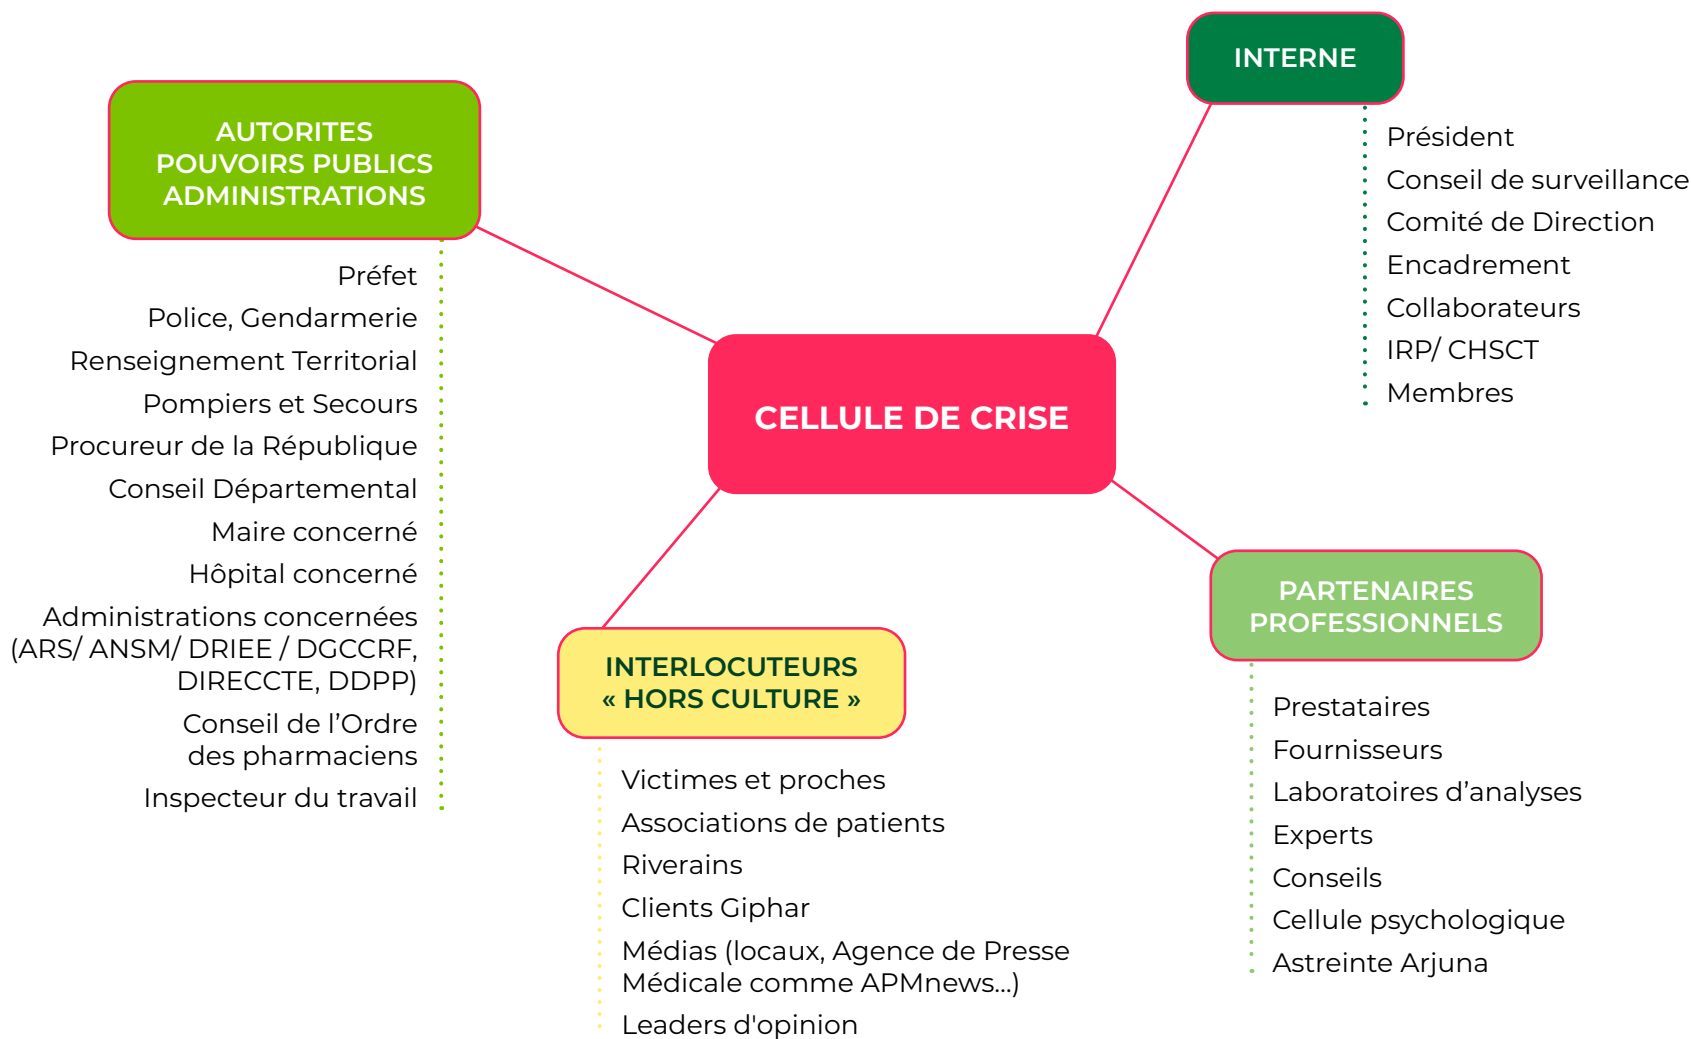 INTERNE
Président
Conseil de surveillance
Comité de Direction
Encadrement
Collaborateurs
IRP/ CHSCT
Membres
AUTORITES
POUVOIRS PUBLICS
ADMINISTRATIONS
Préfet
Police, Gendarmerie
Renseignement Territorial
Pompiers et Secours
Procureur de la République
Conseil Départemental
Maire concerné
Hôpital concerné
Administrations concernées
(ARS/ ANSM/ DRIEE / DGCCRF,
DIRECCTE, DDPP)
Conseil de l’Ordre
des pharmaciens
Inspecteur du travail
CELLULE DE CRISE
INTERLOCUTEURS
« HORS CULTURE »
Victimes et proches
Associations de patients
Riverains
Clients Giphar
Médias (locaux, Agence de Presse
Médicale comme APMnews...)
Leaders d'opinion
PARTENAIRES
PROFESSIONNELS
Prestataires
Fournisseurs
Laboratoires d’analyses
Experts
Conseils
Cellule psychologique
Astreinte Arjuna